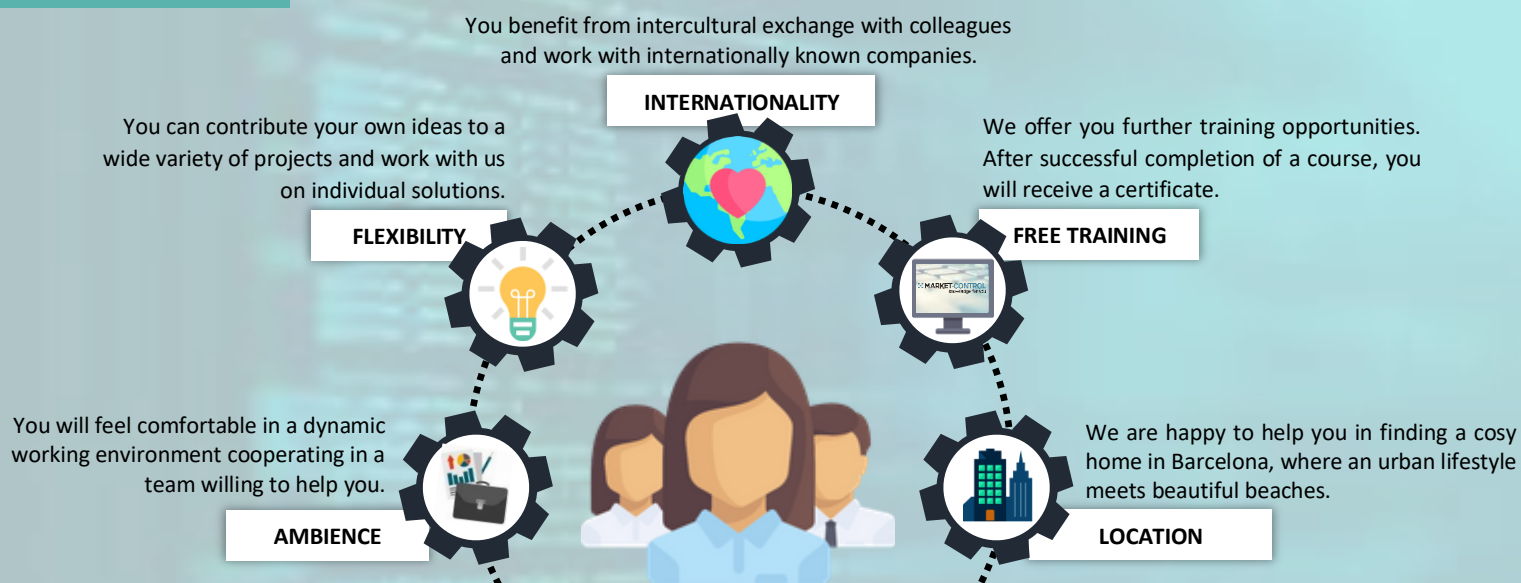 You benefit from intercultural exchange with colleagues
and work with internationally known companies.
INTERNATIONALITY
You can contribute your own ideas to a
wide variety of projects and work with us
on individual solutions.
FLEXIBILITY
We offer you further training opportunities.
After successful completion of a course, you
will receive a certificate.
FREE TRAINING
MARKET-CONTROL
You will feel comfortable in a dynamic
working environment cooperating in a
team willing to help you.
AMBIENCE
We are happy to help you in finding a cosy
home in Barcelona, where an urban lifestyle
meets beautiful beaches.
LOCATION